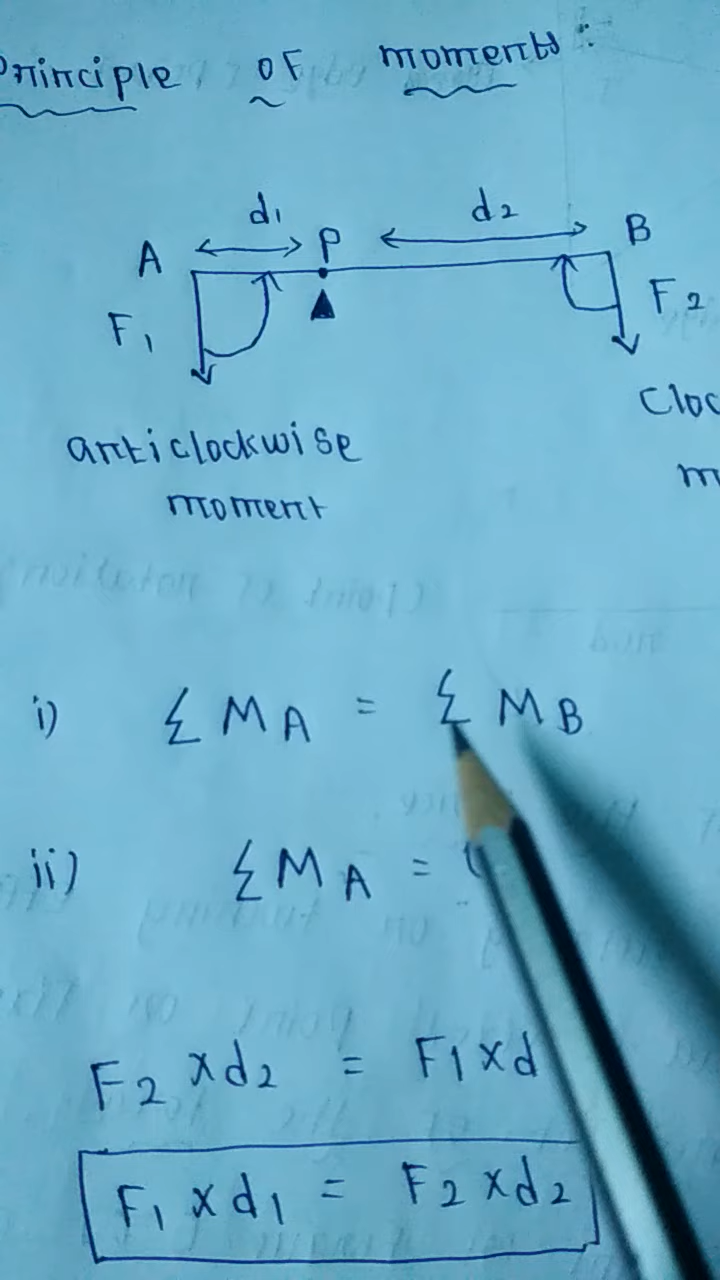 Principle of moments:
d1 d2
A P B
F1 F2
anticlockwise
moment
i) ΣMA = ΣMB
ii) ΣMA =
F2 x d2 = F1 x d
F1 x d1 = F2 x d2